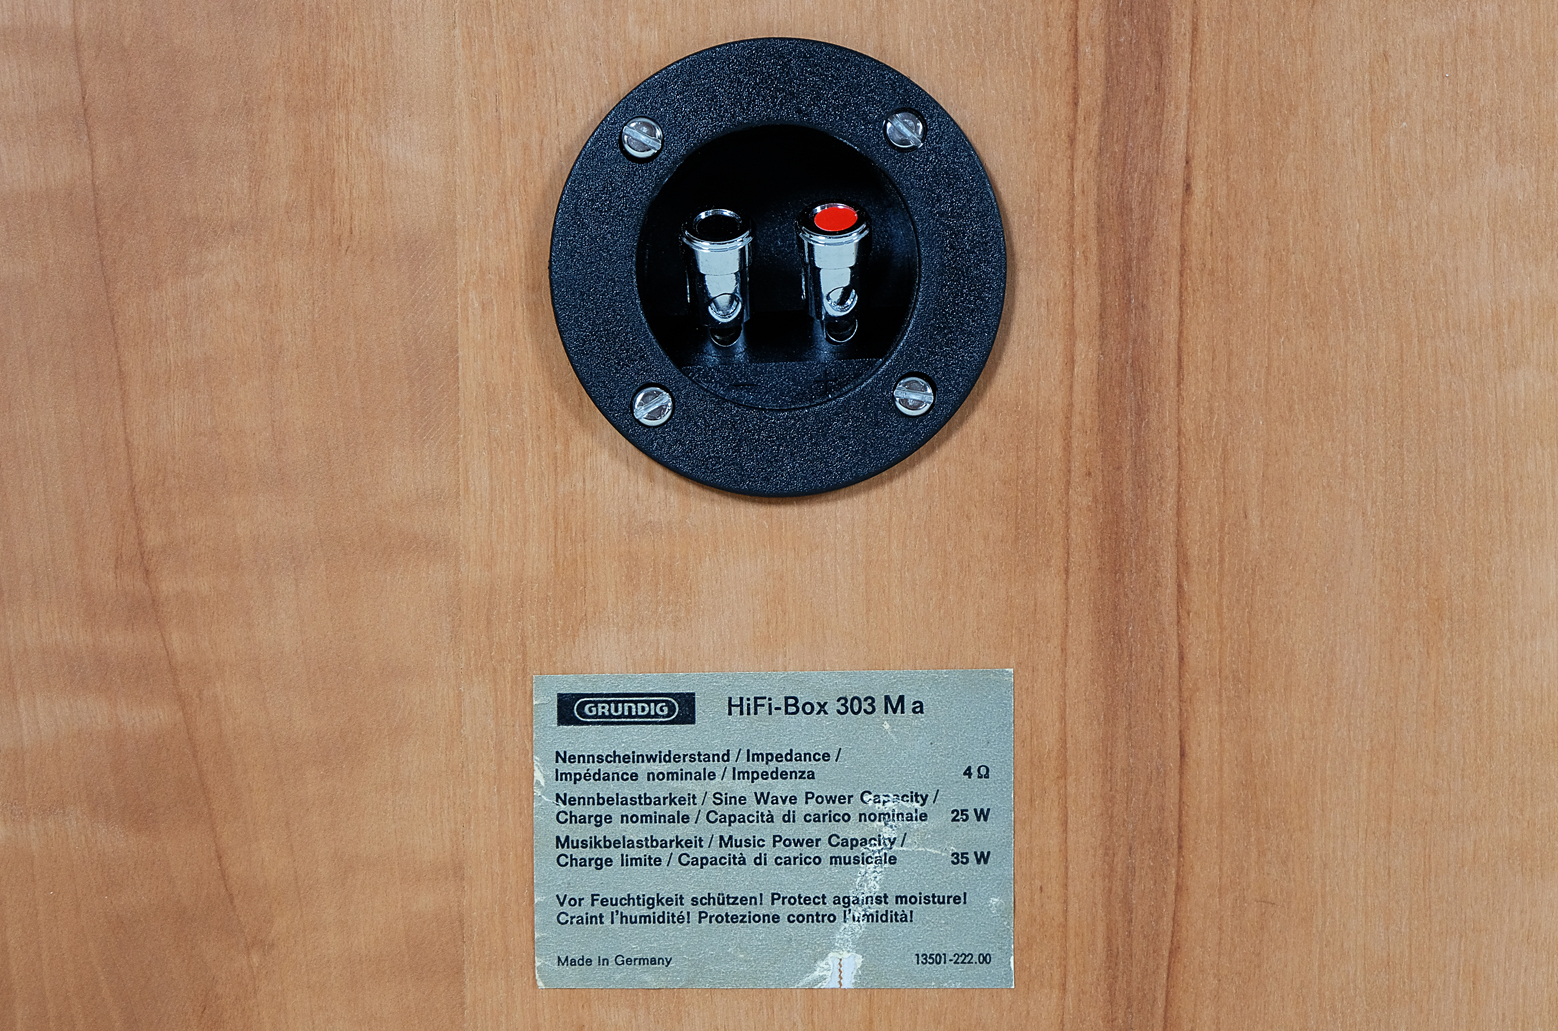 GRUNDIG HiFi-Box 303 M a
Nennscheinwiderstand / Impedance /
Impédance nominale / Impedenza 4 Ω
Nennbelastbarkeit / Sine Wave Power Capacity /
Charge nominale / Capacità di carico nominale 25 W
Musikbelastbarkeit / Music Power Capacity /
Charge limite / Capacità di carico musicale 35 W
Vor Feuchtigkeit schützen! Protect against moisture!
Craint l'humidité! Protezione contro l'umidità!
Made in Germany 13501-222.00